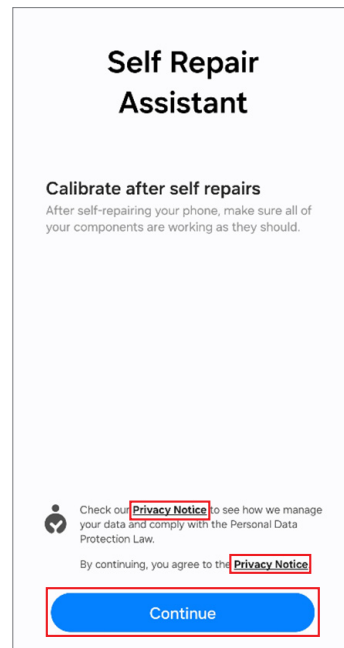 Self Repair
Assistant
Calibrate after self repairs
After self-repairing your phone, make sure all of
your components are working as they should.
Check our Privacy Notice to see how we manage
your data and comply with the Personal Data
Protection Law.
By continuing, you agree to the Privacy Notice
Continue